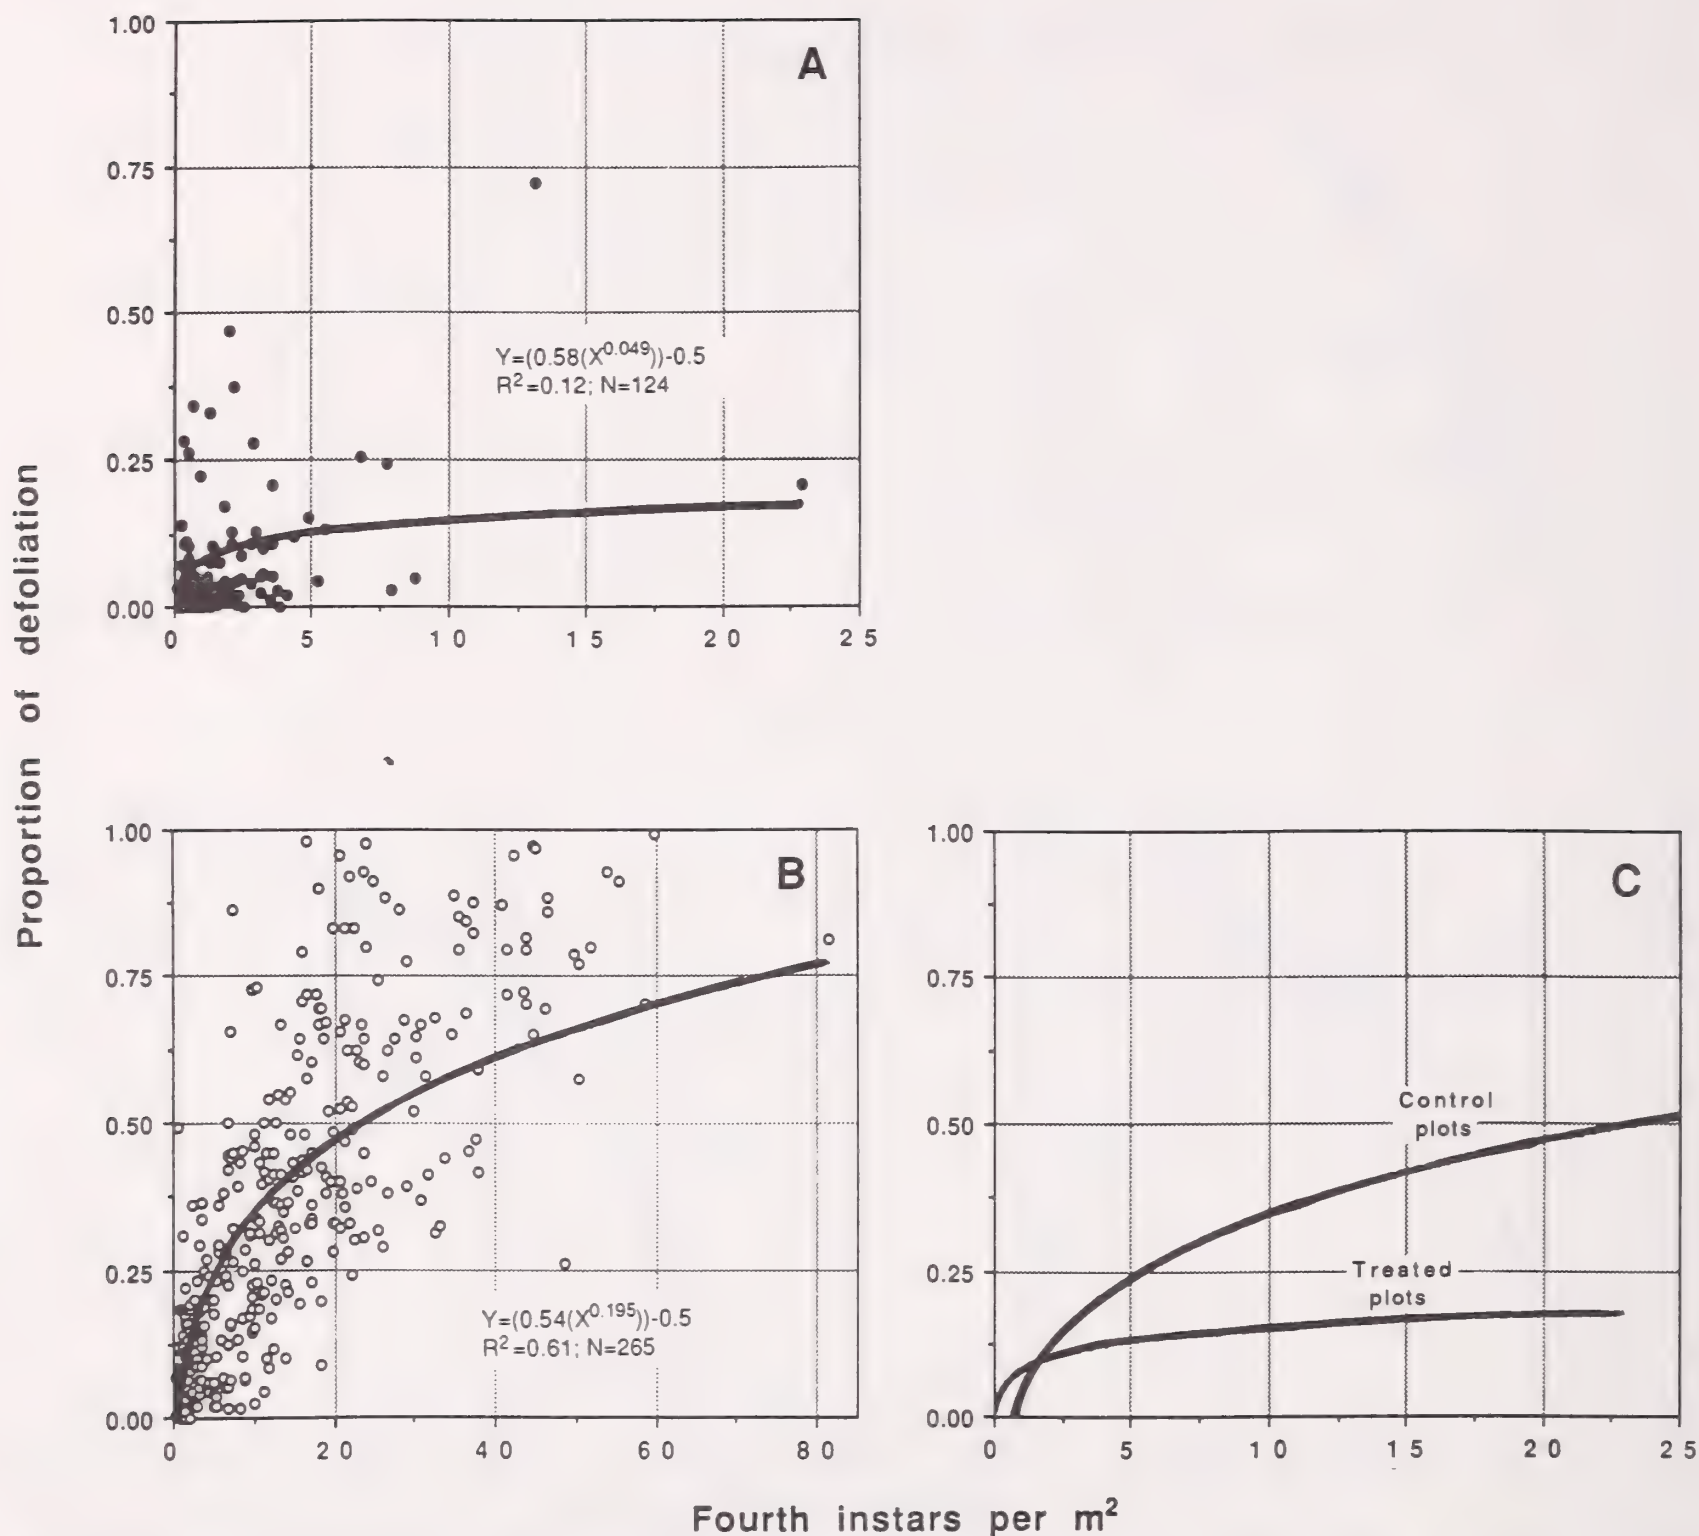 Proportion of defoliation
A
1.00
0.75
0.50
0.25
0.00
Y=(0.58(X^0.049))-0.5
R²=0.12; N=124
0 5 10 15 20 25
B
1.00
0.75
0.50
0.25
0.00
Y=(0.54(X^0.195))-0.5
R²=0.61; N=265
0 20 40 60 80
C
1.00
0.75
0.50
0.25
0.00
Control
plots
Treated
plots
0 5 10 15 20 25
Fourth instars per m²